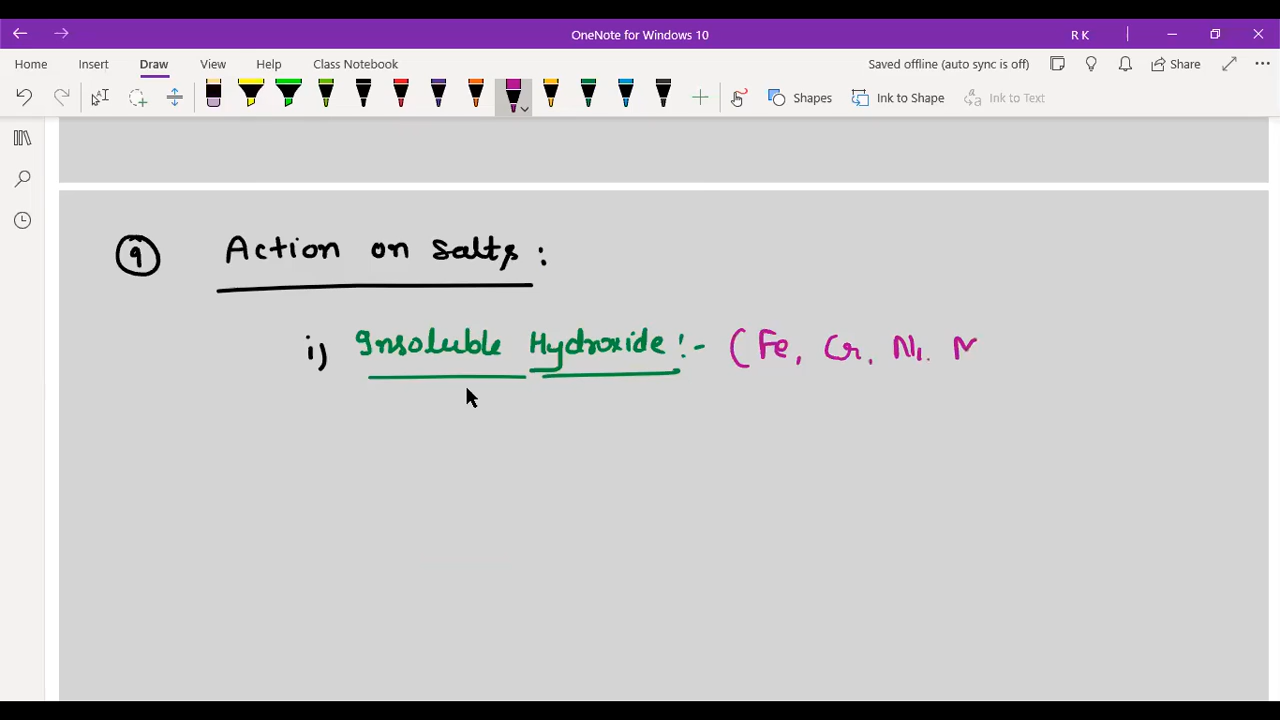 OneNote for Windows 10
R K
Home Insert Draw View Help Class Notebook
Saved offline (auto sync is off)
Share
Shapes
Ink to Shape
Ink to Text
9 Action on Salts :
i) Insoluble Hydroxide :- (Fe, Cr, Ni. M